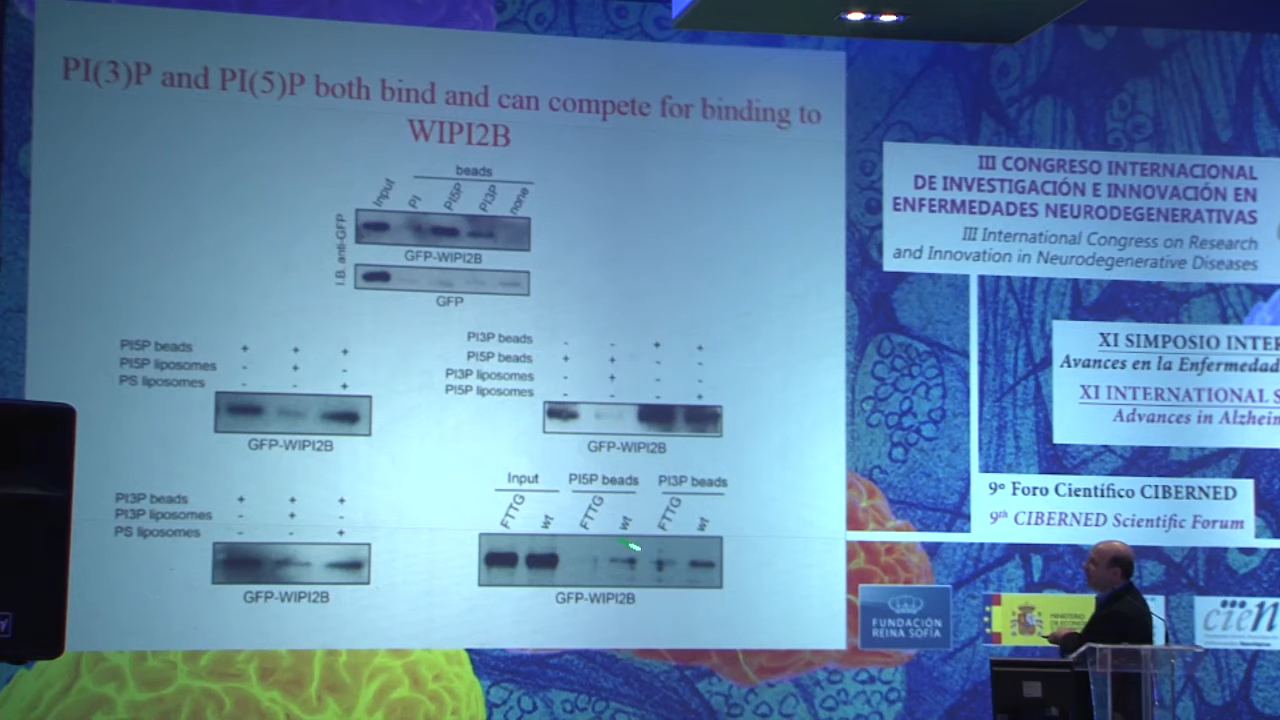 PI(3)P and PI(5)P both bind and can compete for binding to
WIPI2B
beads
Input PI PI5P PI3P none
I.B. anti-GFP
GFP-WIPI2B
GFP
PI5P beads + + +
PI5P liposomes - + -
PS liposomes - - +
GFP-WIPI2B
PI3P beads - - + +
PI5P beads + + - -
PI3P liposomes - + - -
PI5P liposomes - - - +
GFP-WIPI2B
PI3P beads + + +
PI3P liposomes - + -
PS liposomes - - +
GFP-WIPI2B
Input PI5P beads PI3P beads
FTTG wt FTTG wt FTTG wt
GFP-WIPI2B
III CONGRESO INTERNACIONAL
DE INVESTIGACIÓN E INNOVACIÓN EN
ENFERMEDADES NEURODEGENERATIVAS
III International Congress on Research
and Innovation in Neurodegenerative Diseases
XI SIMPOSIO INTER
Avances en la Enfermedad
XI INTERNATIONAL S
Advances in Alzheim
9º Foro Científico CIBERNED
9th CIBERNED Scientific Forum
FUNDACIÓN
REINA SOFÍA
MINISTERIO
cien